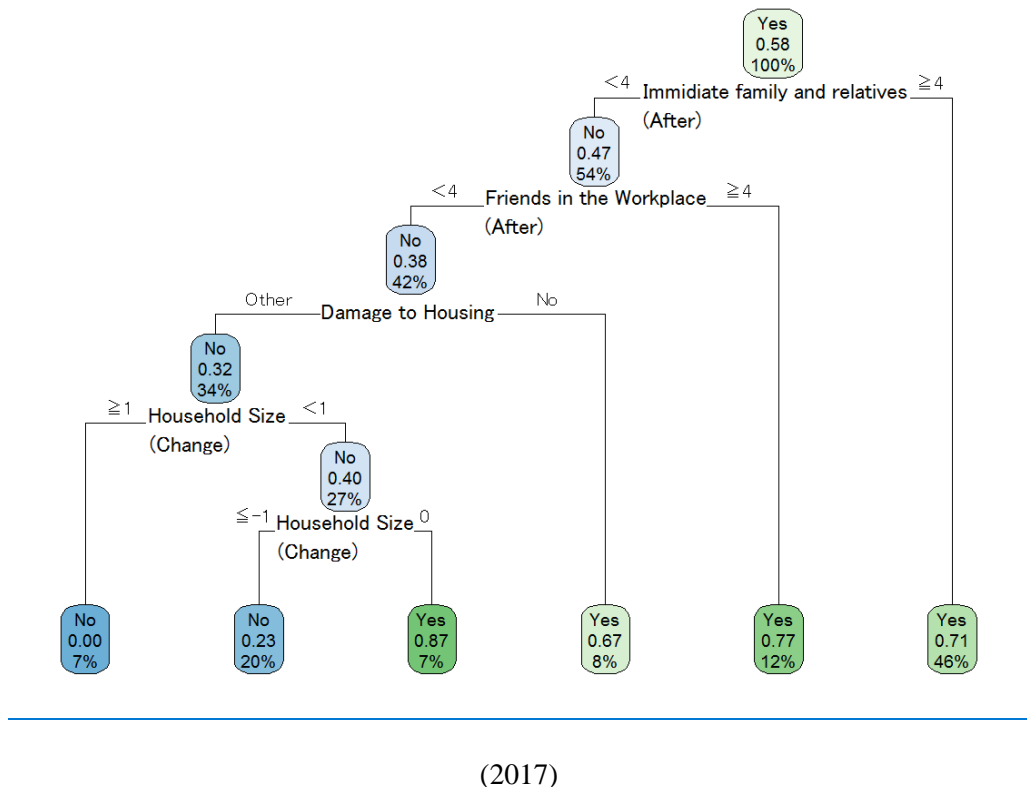 Yes
0.58
100%
<4 Immidiate family and relatives ≧4
(After)
No
0.47
54%
<4 Friends in the Workplace ≧4
(After)
No
0.38
42%
Other Damage to Housing No
No
0.32
34%
≧1 Household Size <1
(Change)
No
0.40
27%
≦-1 Household Size 0
(Change)
No
0.00
7%
No
0.23
20%
Yes
0.87
7%
Yes
0.67
8%
Yes
0.77
12%
Yes
0.71
46%
(2017)